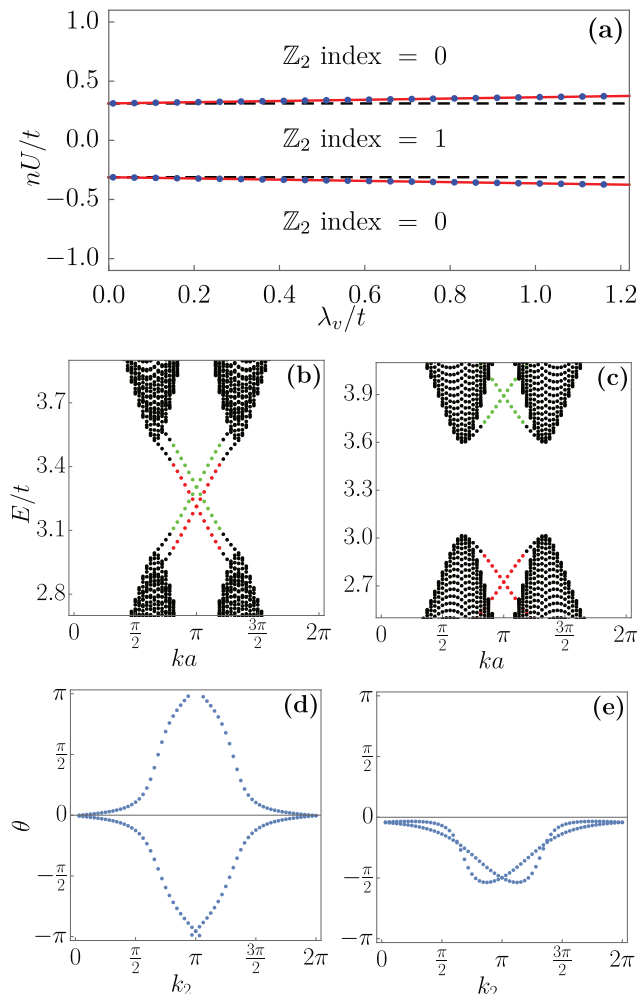 (a)
1.0
0.5
0.0
−0.5
−1.0
nU/t
ℤ₂ index = 0
ℤ₂ index = 1
ℤ₂ index = 0
0.0 0.2 0.4 0.6 0.8 1.0 1.2
λ_v/t
(b)
3.7
3.4
3.1
2.8
E/t
0 π/2 π 3π/2 2π
ka
(c)
3.9
3.6
3.3
3.0
2.7
0 π/2 π 3π/2 2π
ka
(d)
π
π/2
0
−π/2
−π
θ
0 π/2 π 3π/2 2π
k₂
(e)
π
π/2
0
−π/2
−π
0 π/2 π 3π/2 2π
k₂